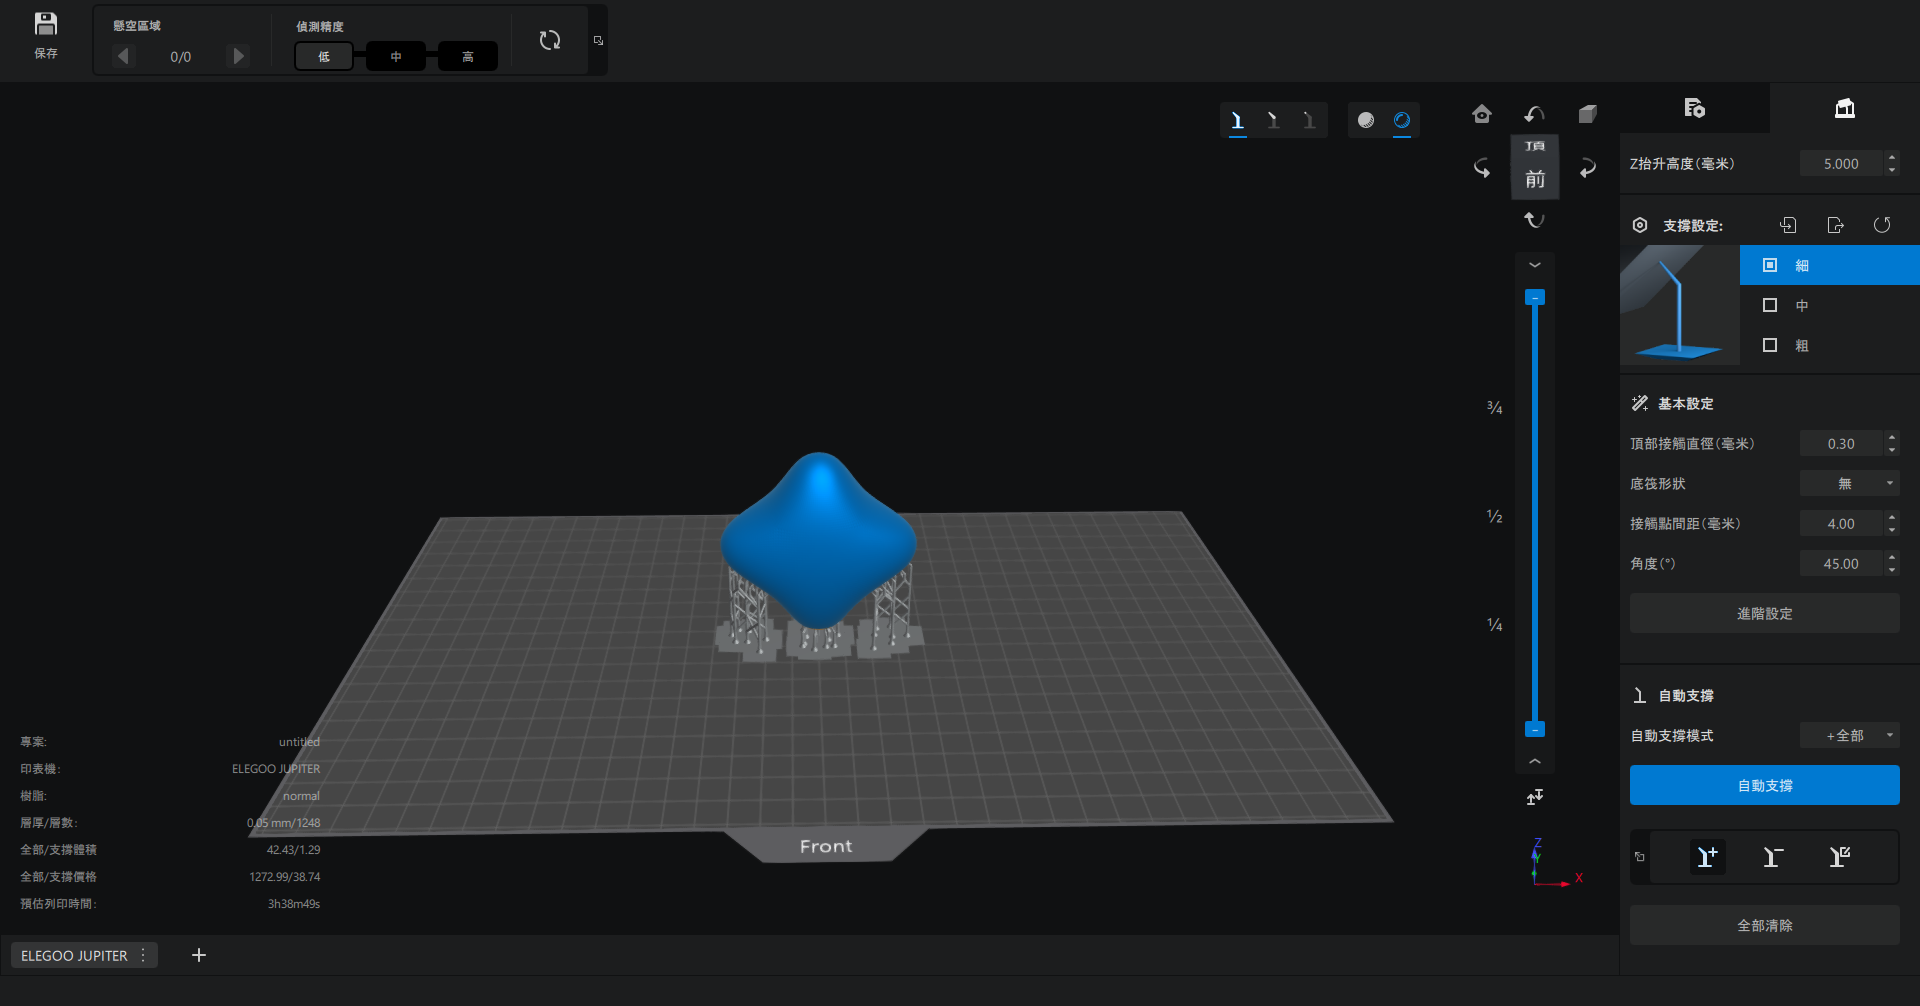 保存
懸空區域
0/0
偵測精度
低
中
高
頂
前
¾
½
¼
Front
Z
Y
X
專案: untitled
印表機: ELEGOO JUPITER
樹脂: normal
層厚/層數: 0.05 mm/1248
全部/支撐體積 42.43/1.29
全部/支撐價格 1272.99/38.74
預估列印時間: 3h38m49s
ELEGOO JUPITER
Z抬升高度(毫米) 5.000
支撐設定:
細
中
粗
基本設定
頂部接觸直徑(毫米) 0.30
底筏形狀 無
接觸點間距(毫米) 4.00
角度(°) 45.00
進階設定
自動支撐
自動支撐模式 +全部
自動支撐
全部清除